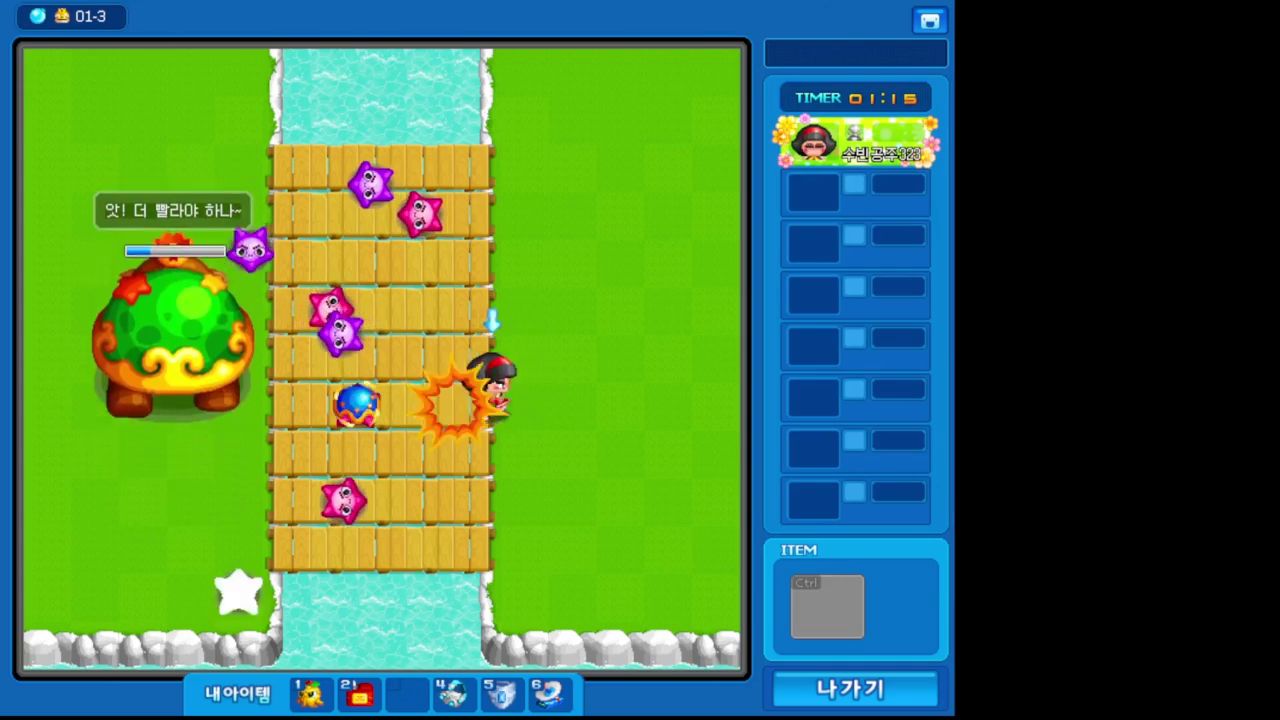 01-3
TIMER 01:15
수빈공주323
앗! 더 빨라야 하나~
ITEM
Ctrl
내아이템
1
2
4
5
6
나가기